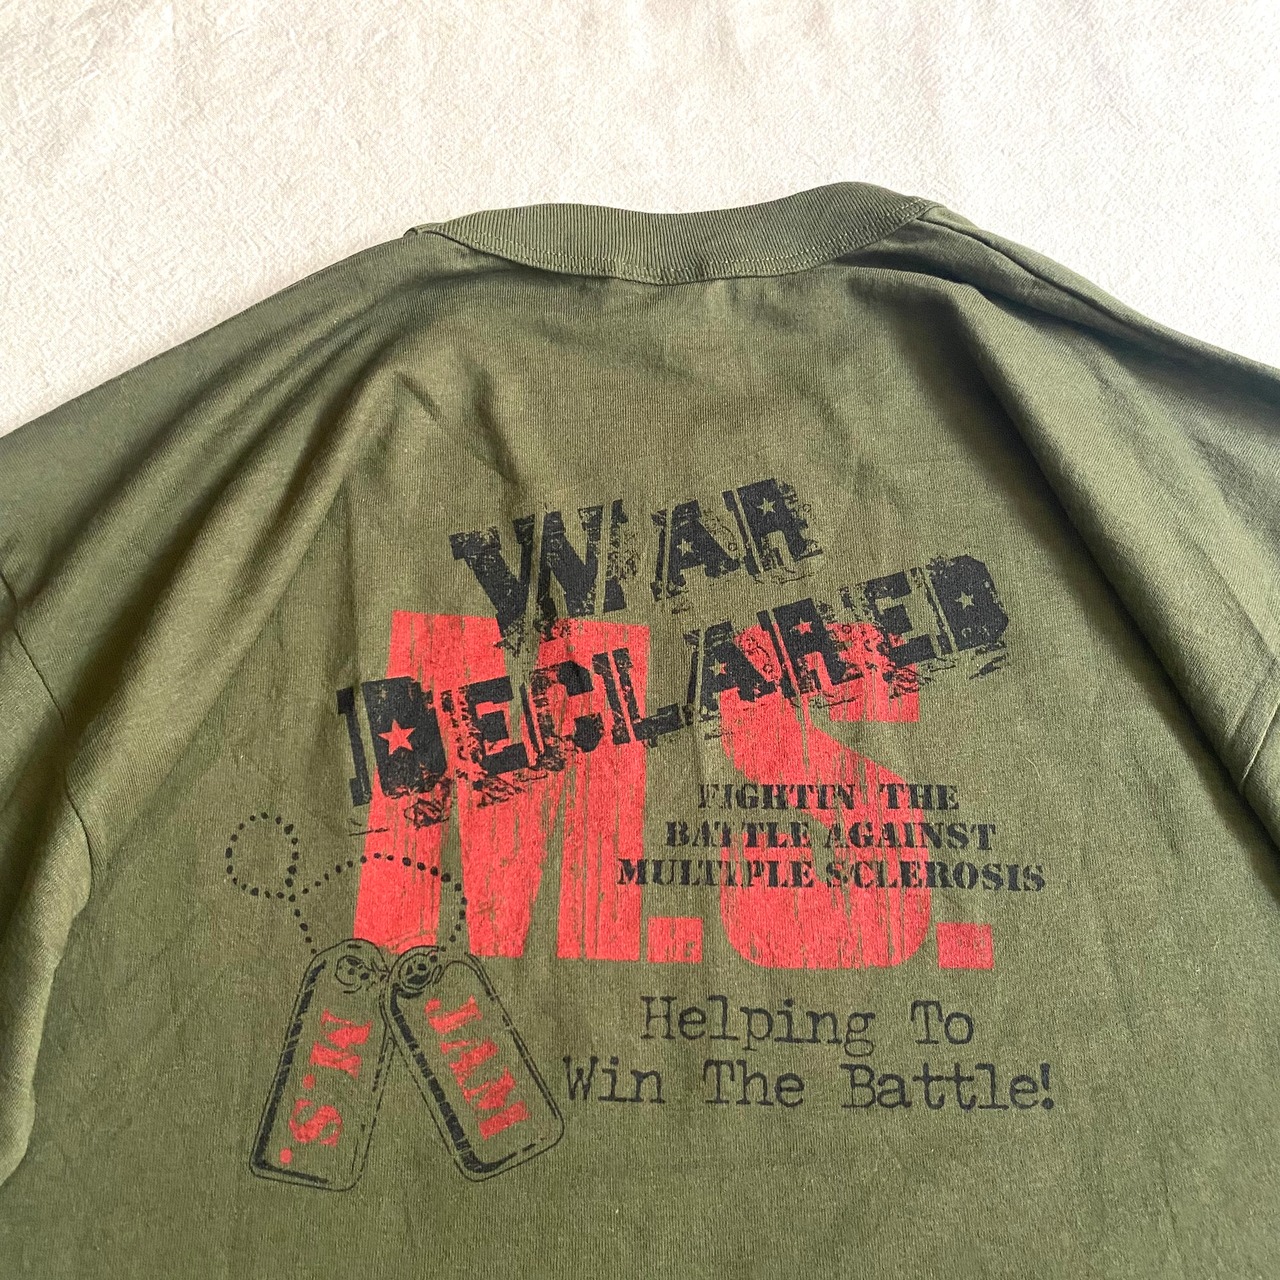 WAR
DECLARED
M.S.
FIGHTIN THE
BATTLE AGAINST
MULTIPLE SCLEROSIS
Helping To
Win The Battle!
M.S.
JAM